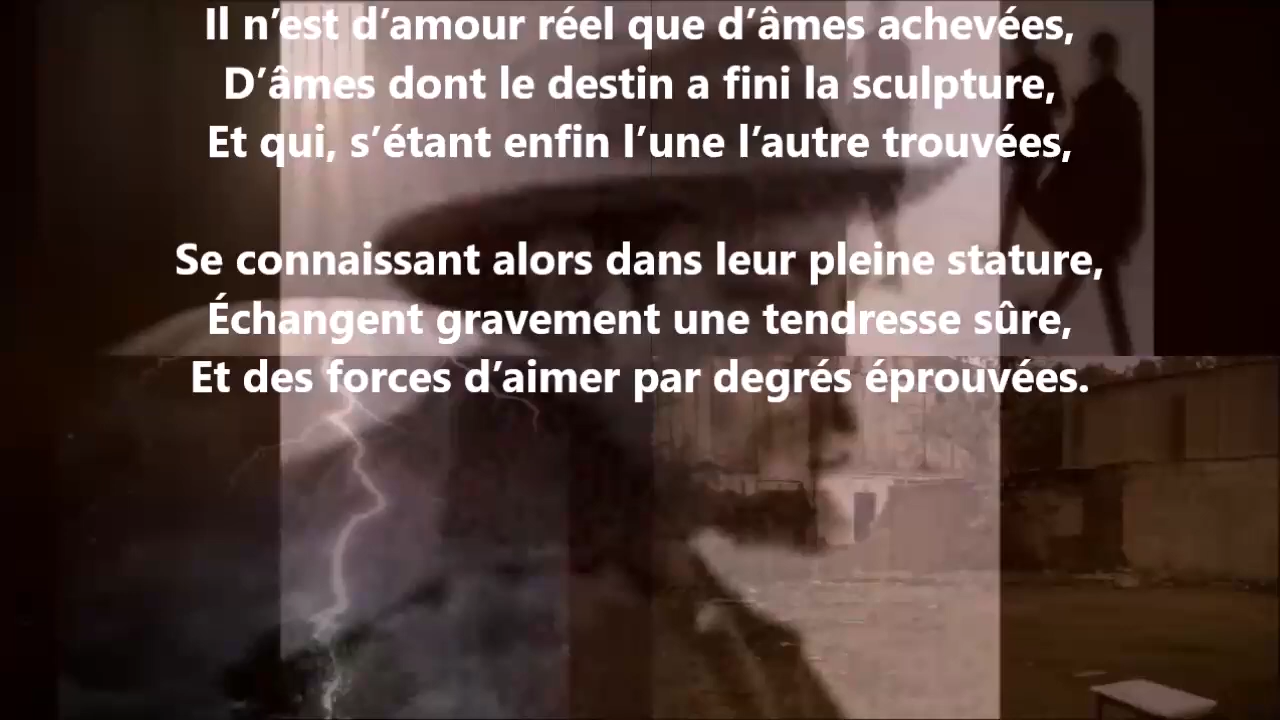 Il n’est d’amour réel que d’âmes achevées,
D’âmes dont le destin a fini la sculpture,
Et qui, s’étant enfin l’une l’autre trouvées,
Se connaissant alors dans leur pleine stature,
Échangent gravement une tendresse sûre,
Et des forces d’aimer par degrés éprouvées.